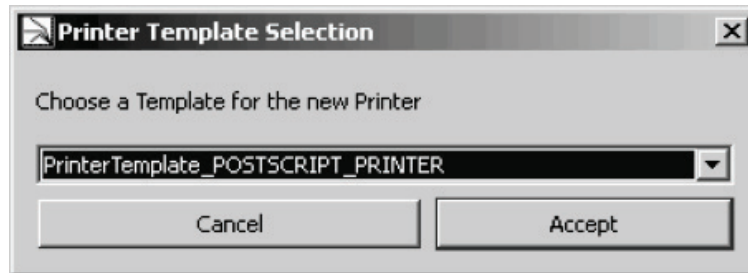 Printer Template Selection
Choose a Template for the new Printer
PrinterTemplate_POSTSCRIPT_PRINTER
Cancel Accept